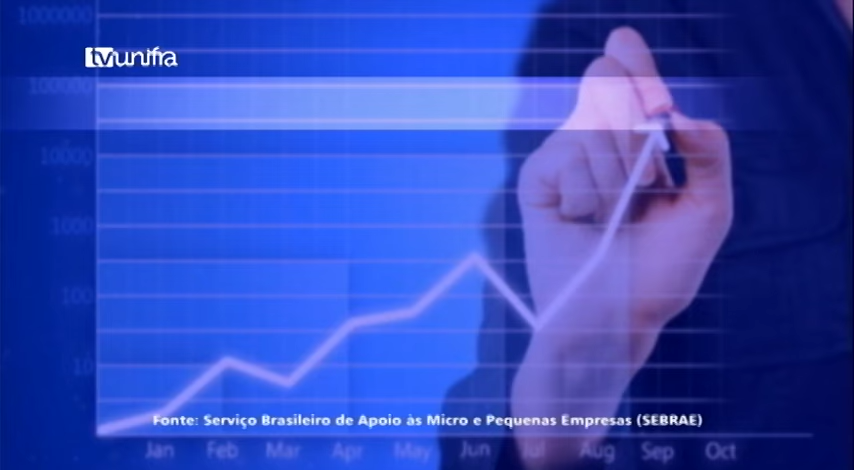 1000000
tvunifra
100000
10000
1000
100
10
Fonte: Serviço Brasileiro de Apoio às Micro e Pequenas Empresas (SEBRAE)
Jan Feb Mar Apr May Jun Jul Aug Sep Oct